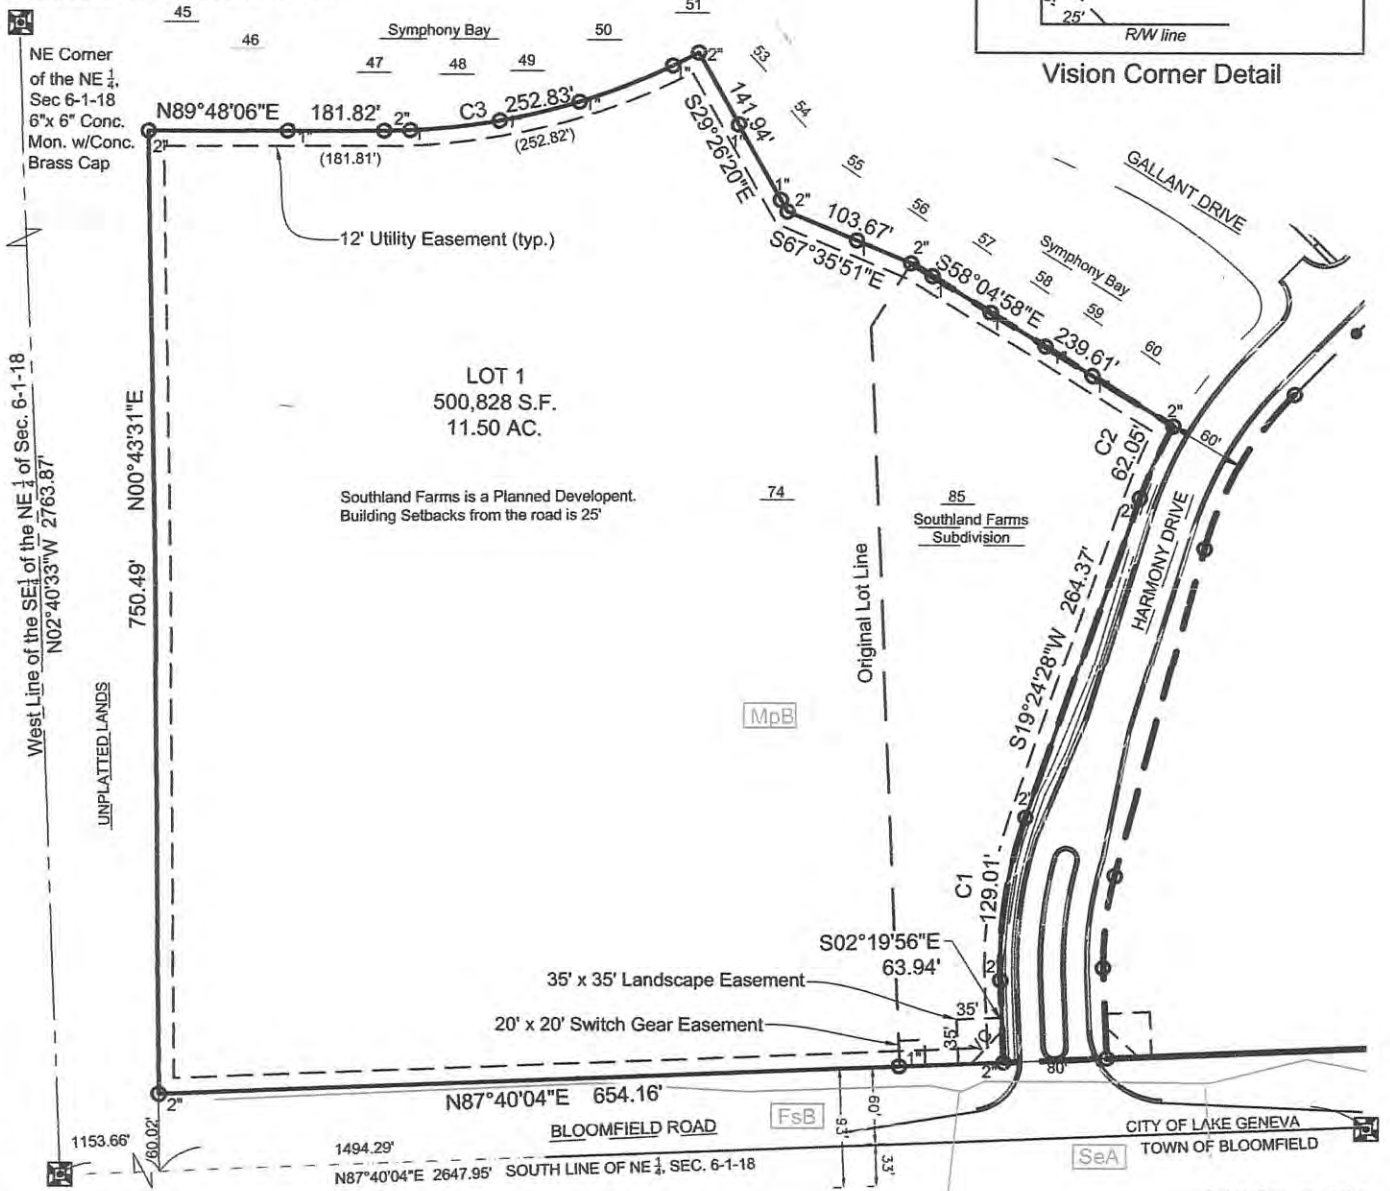 45
46
47
48
49
50
51
53
54
55
56
57
58
59
60
Symphony Bay
25'
R/W line
Vision Corner Detail
NE Corner
of the NE 1/4,
Sec 6-1-18
6"x 6" Conc.
Mon. w/Conc.
Brass Cap
N89°48'06"E 181.82'
(181.81')
C3 252.83'
(252.82')
2"
1"
S29°26'20"E
141.94'
103.67'
S67°35'51"E
S58°04'58"E
239.61'
12' Utility Easement (typ.)
GALLANT DRIVE
Symphony Bay
LOT 1
500,828 S.F.
11.50 AC.
Southland Farms is a Planned Developent.
Building Setbacks from the road is 25'
74
85
Southland Farms
Subdivision
Original Lot Line
C2
62.05'
60'
HARMONY DRIVE
S19°24'28"W 264.37'
West Line of the SE 1/4 of the NE 1/4 of Sec. 6-1-18
N02°40'33"W 2763.87'
N00°43'31"E
750.49'
UNPLATTED LANDS
MpB
C1
129.01'
S02°19'56"E
63.94'
35' x 35' Landscape Easement
20' x 20' Switch Gear Easement
35'
35'
VC
80'
N87°40'04"E 654.16'
BLOOMFIELD ROAD
FsB
60'
93'
33'
CITY OF LAKE GENEVA
TOWN OF BLOOMFIELD
SeA
1153.66'
(60.02')
1494.29'
N87°40'04"E 2647.95' SOUTH LINE OF NE 1/4, SEC. 6-1-18